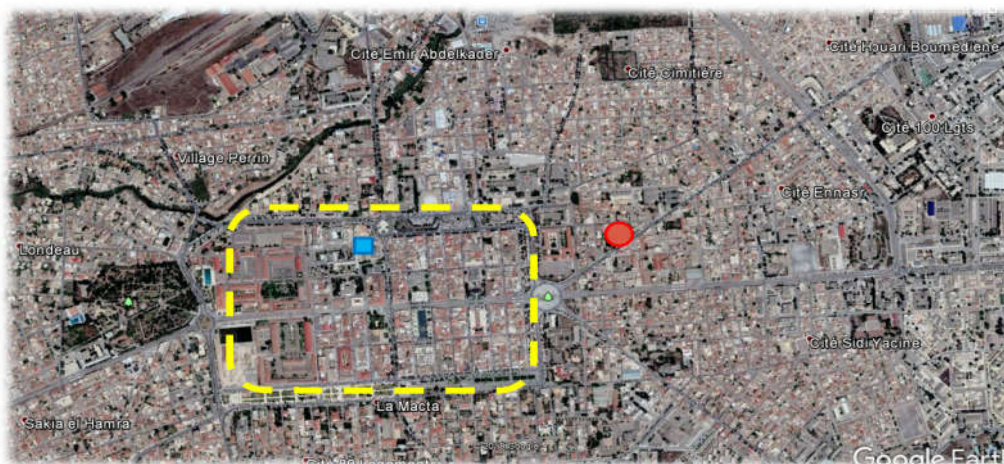 Cité Emir Abdelkader
Cité Houari Boumediene
Cité Cimitière
Cité 100 Lgts
Village Perrin
Cité Ennasr
Londeau
Cité Sidi Yacine
La Macta
Sakia el Hamra
Google Eart